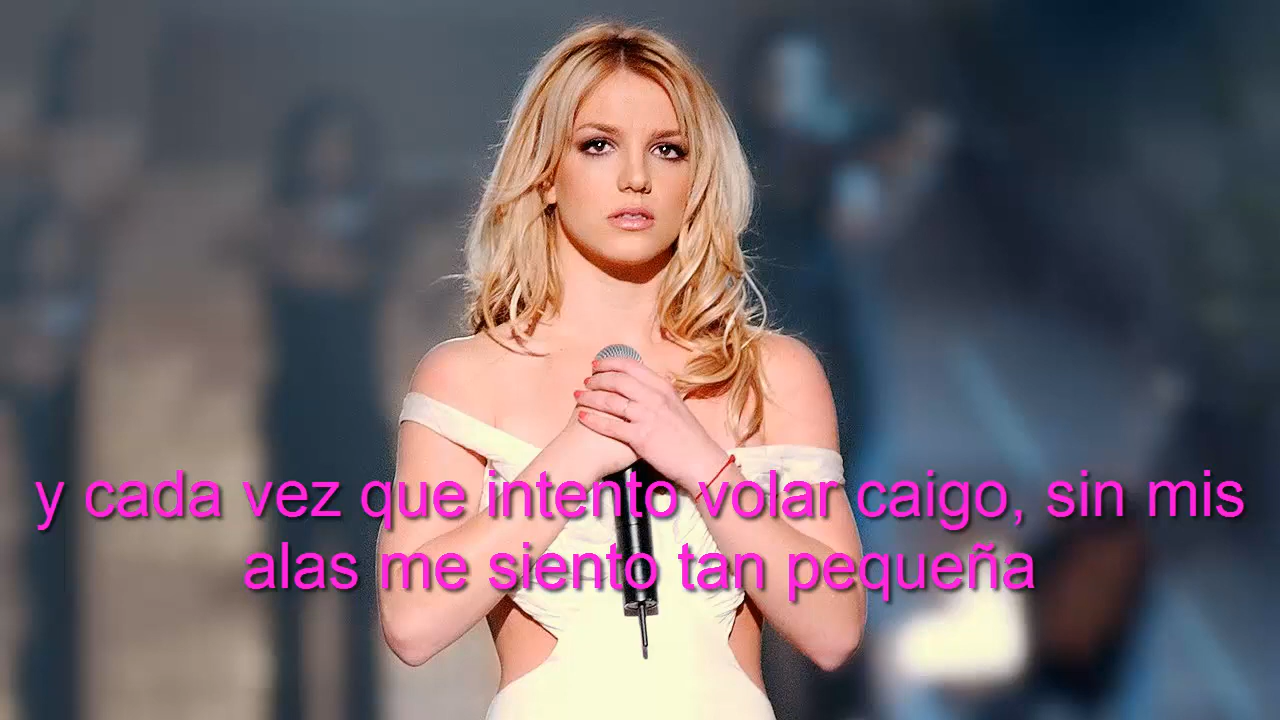 y cada vez que intento volar caigo, sin mis
alas me siento tan pequeña